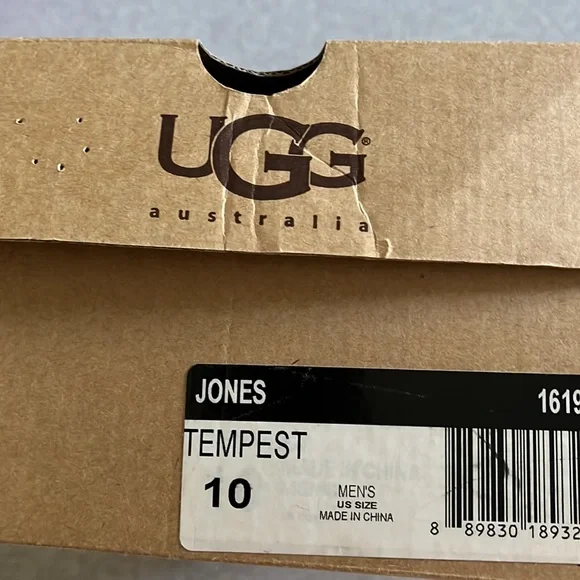 UGG®
australia
JONES 1619
TEMPEST
10
MEN'S
US SIZE
MADE IN CHINA
8 89830 18932